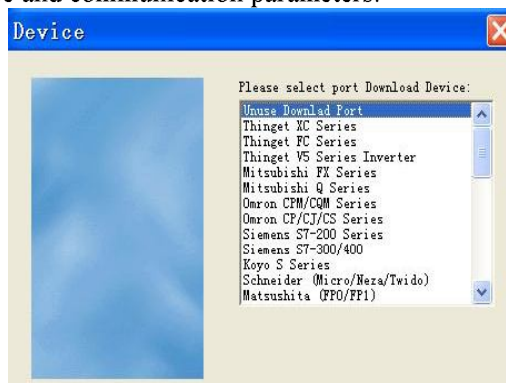 e and communication parameters.
Device
Please select port Download Device:
Unuse Downlad Port
Thinget XC Series
Thinget FC Series
Thinget V5 Series Inverter
Mitsubishi FX Series
Mitsubishi Q Series
Omron CPM/CQM Series
Omron CP/CJ/CS Series
Siemens S7-200 Series
Siemens S7-300/400
Koyo S Series
Schneider (Micro/Neza/Twido)
Matsushita (FP0/FP1)